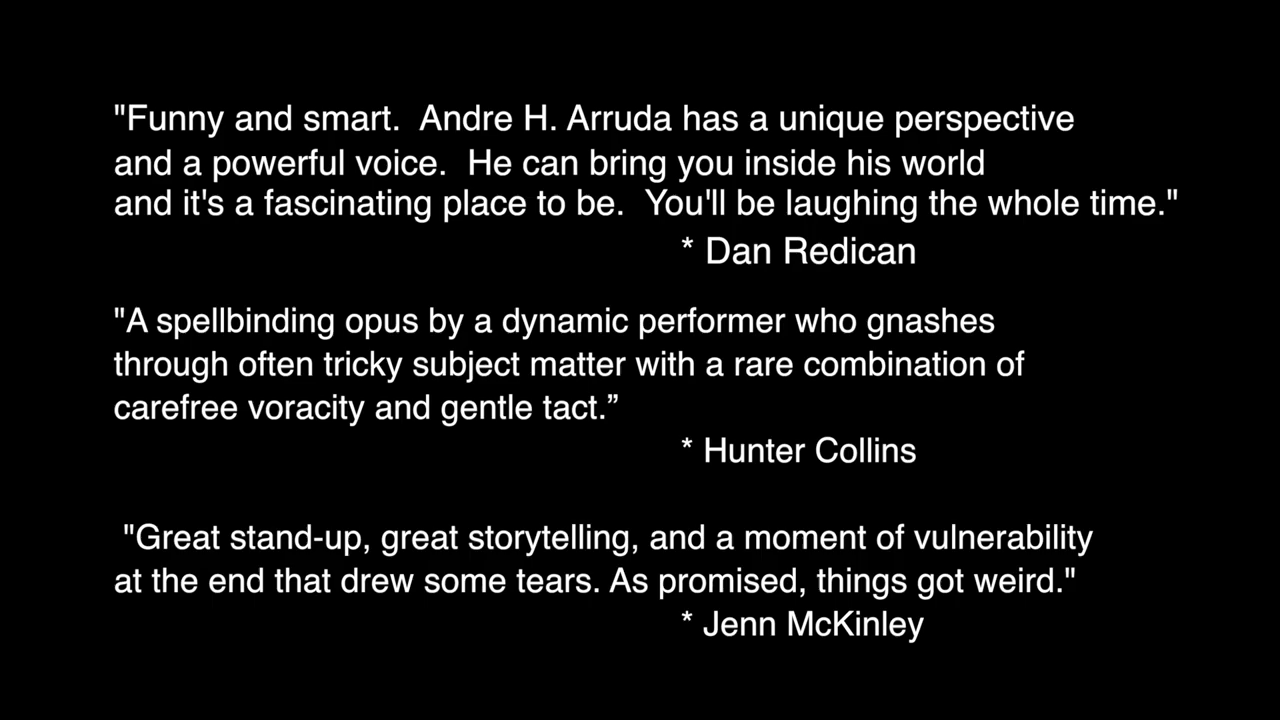 "Funny and smart.  Andre H. Arruda has a unique perspective
and a powerful voice.  He can bring you inside his world
and it's a fascinating place to be.  You'll be laughing the whole time."
* Dan Redican
"A spellbinding opus by a dynamic performer who gnashes
through often tricky subject matter with a rare combination of
carefree voracity and gentle tact.”
* Hunter Collins
"Great stand-up, great storytelling, and a moment of vulnerability
at the end that drew some tears. As promised, things got weird."
* Jenn McKinley